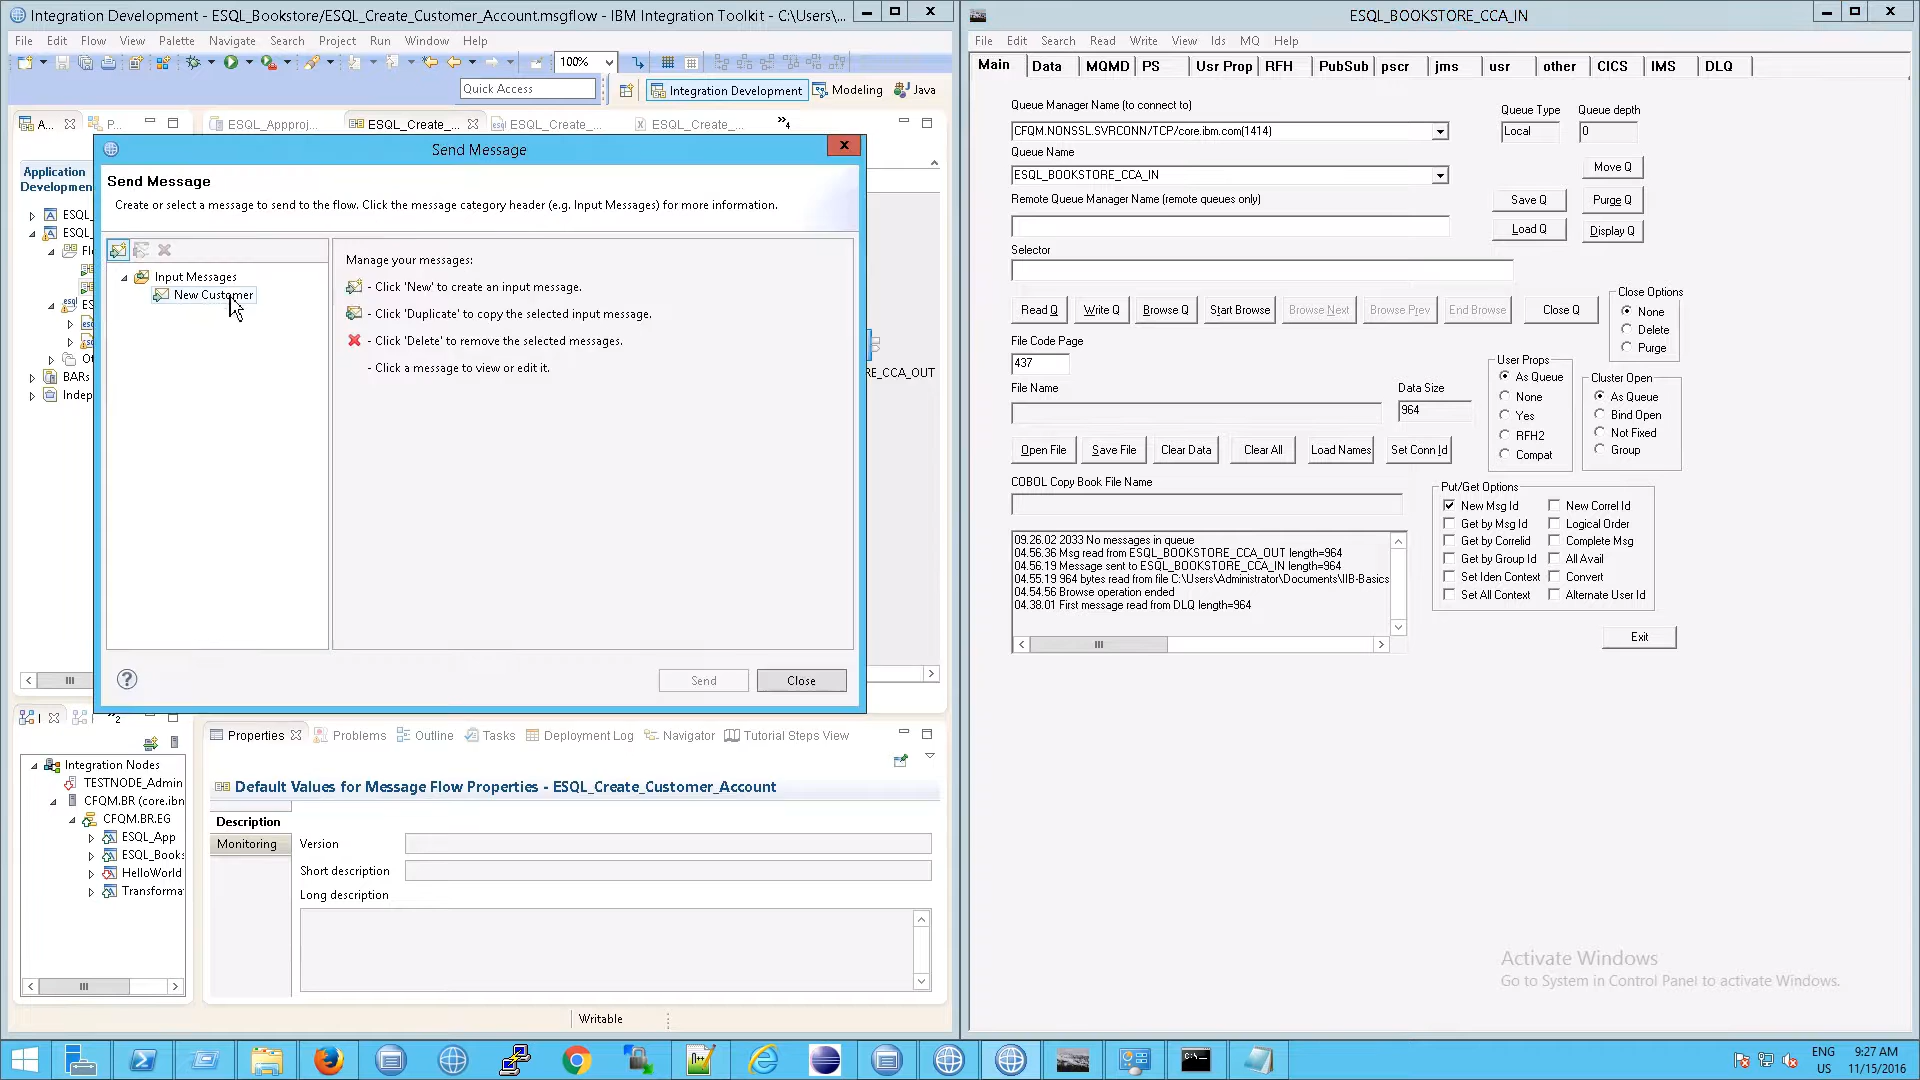 Integration Development - ESQL_Bookstore/ESQL_Create_Customer_Account.msgflow - IBM Integration Toolkit - C:\Users\...
File Edit Flow View Palette Navigate Search Project Run Window Help
100%
Quick Access
Integration Development
Modeling
Java
A...
P...
ESQL_Appproj...
ESQL_Create_...
ESQL_Create_...
ESQL_Create_...
»4
Application
Developmen
ESQL_
ESQL_
Fl
ES
esql
O
BARs
Indep
RE_CCA_OUT
Send Message
Send Message
Create or select a message to send to the flow. Click the message category header (e.g. Input Messages) for more information.
Input Messages
New Customer
Manage your messages:
- Click 'New' to create an input message.
- Click 'Duplicate' to copy the selected input message.
- Click 'Delete' to remove the selected messages.
- Click a message to view or edit it.
Send
Close
I
»2
Integration Nodes
TESTNODE_Admin
CFQM.BR (core.ibn
CFQM.BR.EG
ESQL_App
ESQL_Books
HelloWorld
Transforma
Properties
Problems
Outline
Tasks
Deployment Log
Navigator
Tutorial Steps View
Default Values for Message Flow Properties - ESQL_Create_Customer_Account
Description
Monitoring
Version
Short description
Long description
Writable
ESQL_BOOKSTORE_CCA_IN
File Edit Search Read Write View Ids MQ Help
Main Data MQMD PS Usr Prop RFH PubSub pscr jms usr other CICS IMS DLQ
Queue Manager Name (to connect to)
CFQM.NONSSL.SVRCONN/TCP/core.ibm.com(1414)
Queue Type
Local
Queue depth
0
Queue Name
ESQL_BOOKSTORE_CCA_IN
Move Q
Remote Queue Manager Name (remote queues only)
Save Q
Purge Q
Load Q
Display Q
Selector
Read Q
Write Q
Browse Q
Start Browse
Browse Next
Browse Prev
End Browse
Close Q
Close Options
None
Delete
Purge
File Code Page
437
User Props
As Queue
None
Yes
RFH2
Compat
Cluster Open
As Queue
Bind Open
Not Fixed
Group
File Name
Data Size
964
Open File
Save File
Clear Data
Clear All
Load Names
Set Conn Id
COBOL Copy Book File Name
Put/Get Options
New Msg Id
New Correl Id
Get by Msg Id
Logical Order
Get by Correlid
Complete Msg
Get by Group Id
All Avail
Set Iden Context
Convert
Set All Context
Alternate User Id
09.26.02 2033 No messages in queue
04.56.36 Msg read from ESQL_BOOKSTORE_CCA_OUT length=964
04.56.19 Message sent to ESQL_BOOKSTORE_CCA_IN length=964
04.55.19 964 bytes read from file C:\Users\Administrator\Documents\IIB-Basics
04.54.56 Browse operation ended
04.38.01 First message read from DLQ length=964
Exit
Activate Windows
Go to System in Control Panel to activate Windows.
ENG
US
9:27 AM
11/15/2016